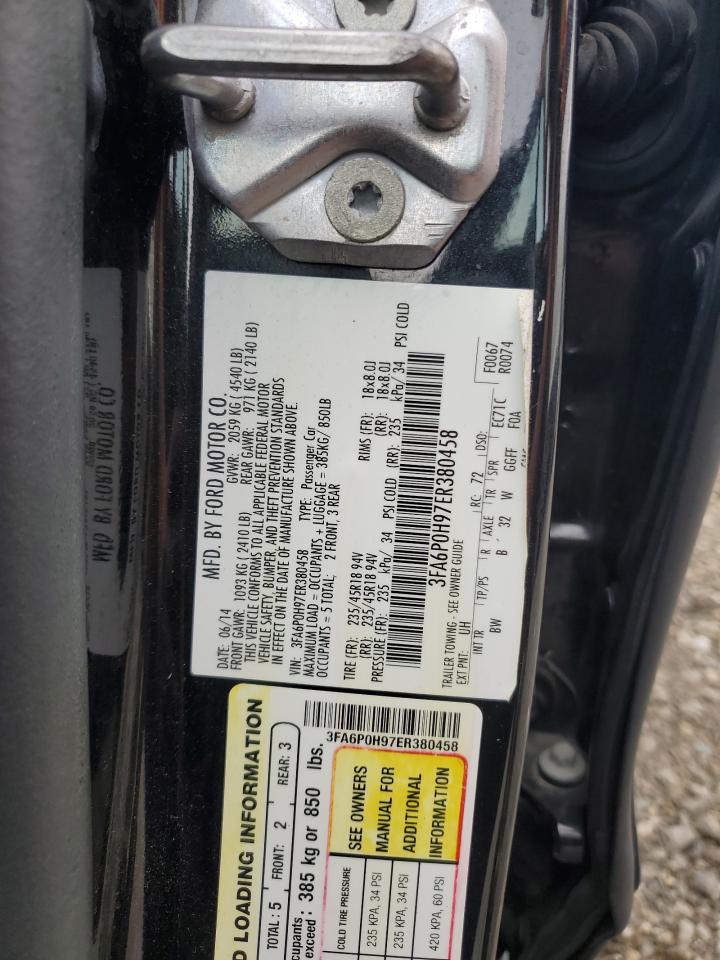 MFD. BY FORD MOTOR CO.
DATE: 06/14 GVWR: 2059 KG ( 4540 LB)
FRONT GAWR: 1093 KG ( 2410 LB) REAR GAWR: 971 KG ( 2140 LB)
THIS VEHICLE CONFORMS TO ALL APPLICABLE FEDERAL MOTOR
VEHICLE SAFETY, BUMPER, AND THEFT PREVENTION STANDARDS
IN EFFECT ON THE DATE OF MANUFACTURE SHOWN ABOVE.
VIN: 3FA6P0H97ER380458 TYPE: Passenger Car
MAXIMUM LOAD = OCCUPANTS + LUGGAGE = 385KG/ 850LB
OCCUPANTS = 5 TOTAL; 2 FRONT, 3 REAR
TIRE (FR): 235/45R18 94V RIMS (FR): 18x8.0J
(RR): 235/45R18 94V (RR): 18x8.0J
PRESSURE (FR): 235 kPa/ 34 PSI COLD (RR): 235 kPa/ 34 PSI COLD
3FA6P0H97ER380458
TRAILER TOWING - SEE OWNER GUIDE
EXT PNT: UH RC: 72 DSO: F0067
R0074
INT TR TP/PS R AXLE TR SPR EC71C
BW B 32 W GGFF F0A
D LOADING INFORMATION
TOTAL : 5 FRONT: 2 REAR: 3
cupants
exceed : 385 kg or 850 lbs.
3FA6P0H97ER380458
COLD TIRE PRESSURE
235 KPA, 34 PSI
235 KPA, 34 PSI
420 KPA, 60 PSI
SEE OWNERS
MANUAL FOR
ADDITIONAL
INFORMATION